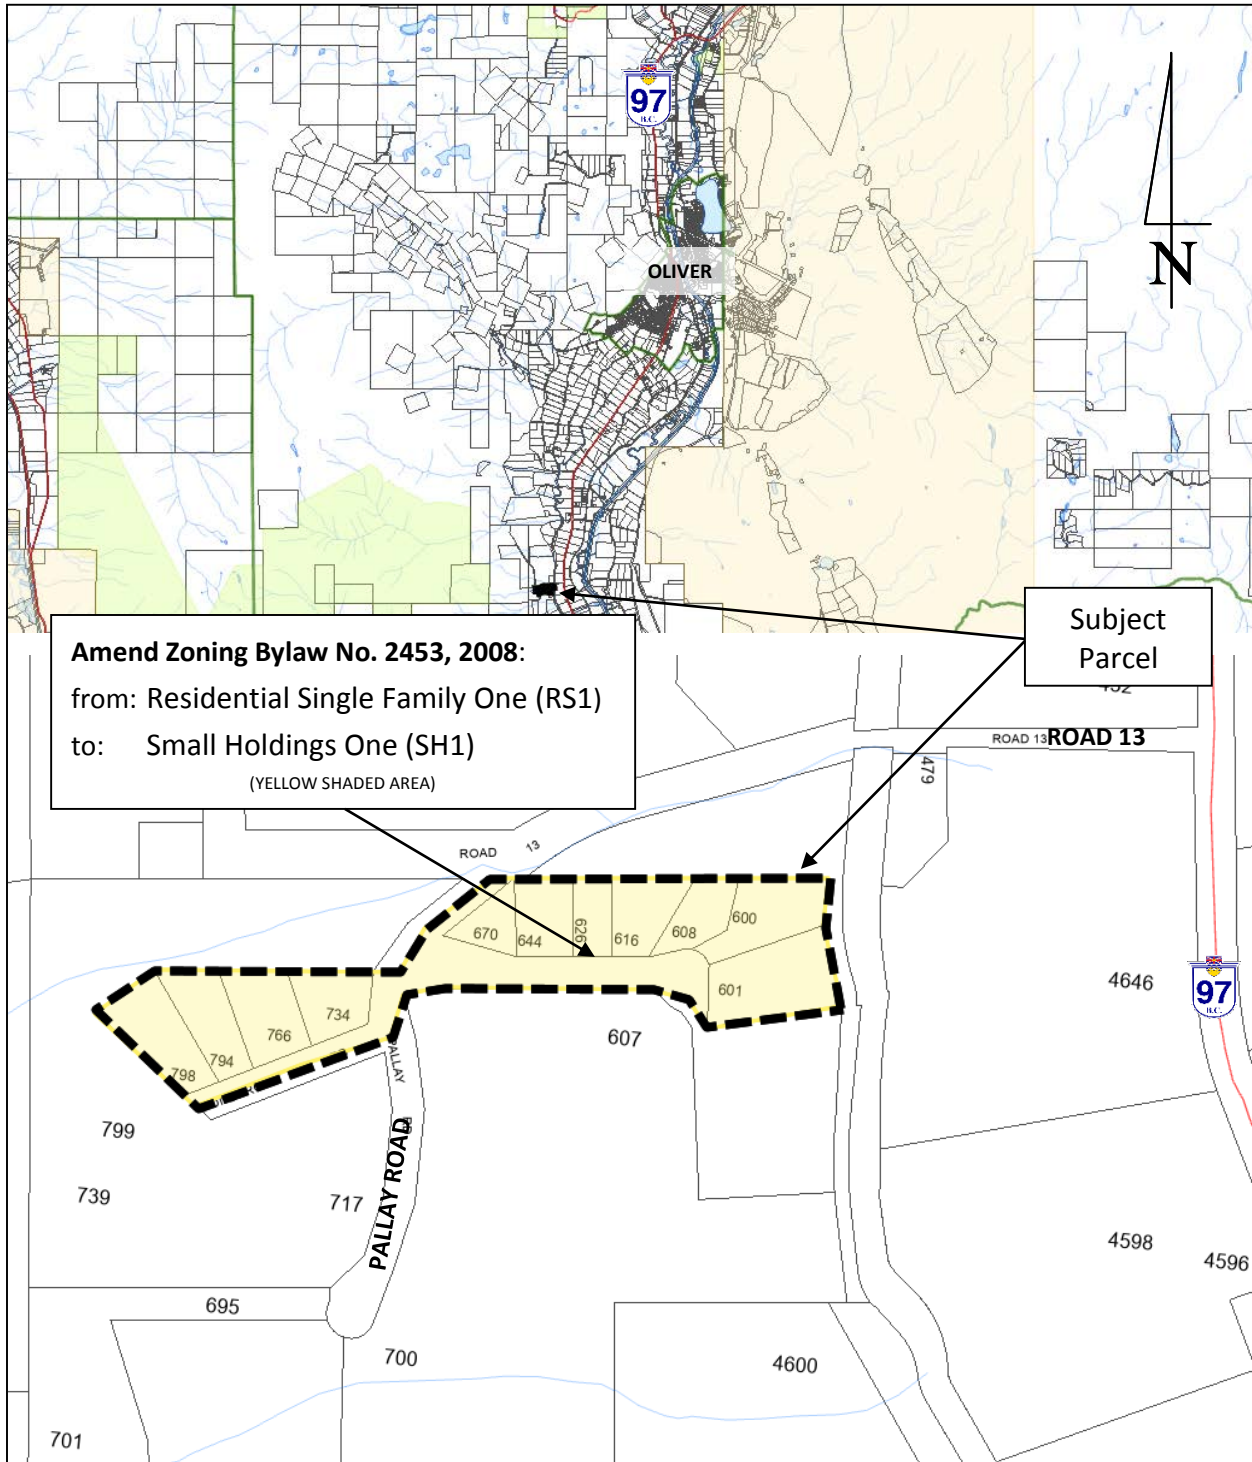 97
B.C.
N
OLIVER
Subject
Parcel
Amend Zoning Bylaw No. 2453, 2008:
from: Residential Single Family One (RS1)
to: Small Holdings One (SH1)
(YELLOW SHADED AREA)
ROAD 13
ROAD 13
479
ROAD 13
670
644
626
616
608
600
601
4646
97
B.C.
734
766
794
798
607
PALLAY
799
739
717
PALLAY ROAD
4598
4596
695
700
4600
701